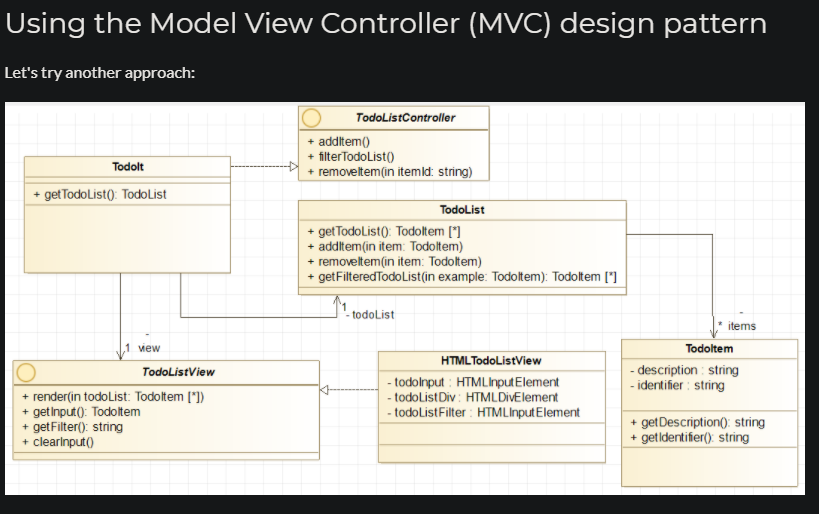 Using the Model View Controller (MVC) design pattern
Let's try another approach:
TodoListController
+ addItem()
+ filterTodoList()
+ removeItem(in itemId: string)
TodoIt
+ getTodoList(): TodoList
TodoList
+ getTodoList(): TodoItem [*]
+ addItem(in item: TodoItem)
+ removeItem(in item: TodoItem)
+ getFilteredTodoList(in example: TodoItem): TodoItem [*]
1
- todoList
-
1 view
-
* items
TodoListView
+ render(in todoList: TodoItem [*])
+ getInput(): TodoItem
+ getFilter(): string
+ clearInput()
HTMLTodoListView
- todoInput : HTMLInputElement
- todoListDiv : HTMLDivElement
- todoListFilter : HTMLInputElement
TodoItem
- description : string
- identifier : string
+ getDescription(): string
+ getIdentifier(): string